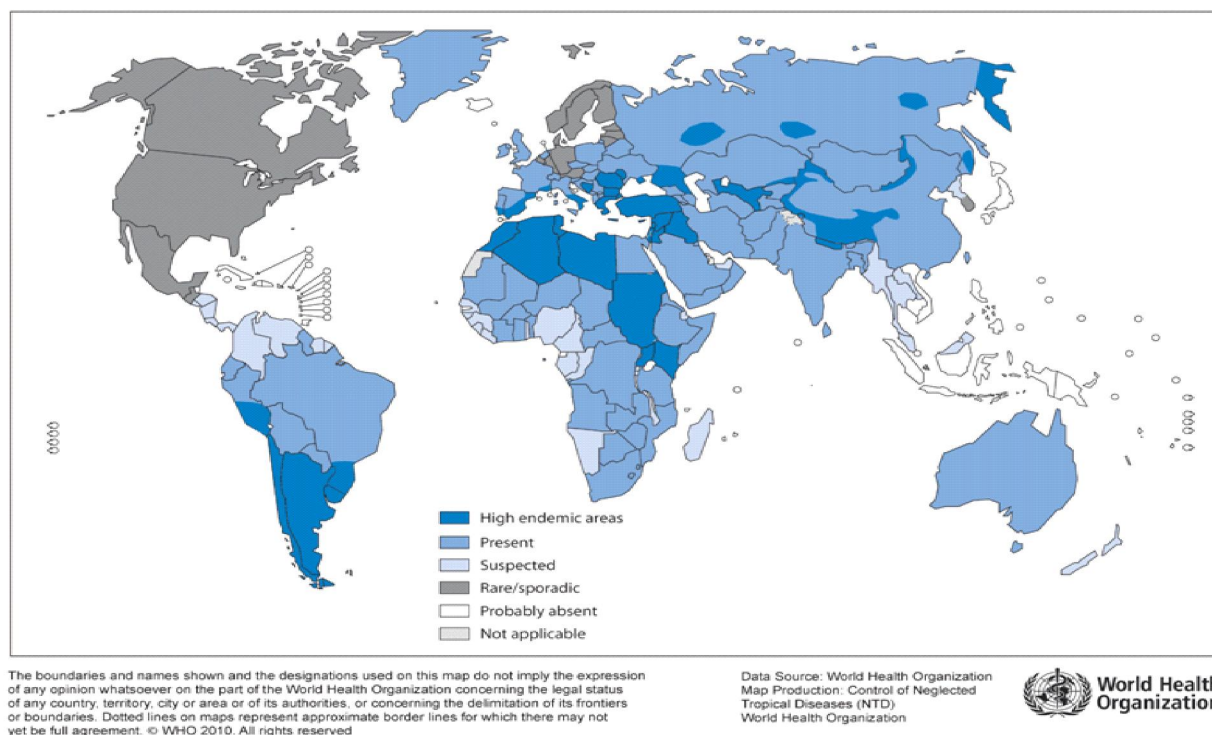 High endemic areas
Present
Suspected
Rare/sporadic
Probably absent
Not applicable
The boundaries and names shown and the designations used on this map do not imply the expression
of any opinion whatsoever on the part of the World Health Organization concerning the legal status
of any country, territory, city or area or of its authorities, or concerning the delimitation of its frontiers
or boundaries. Dotted lines on maps represent approximate border lines for which there may not
yet be full agreement. © WHO 2010. All rights reserved
Data Source: World Health Organization
Map Production: Control of Neglected
Tropical Diseases (NTD)
World Health Organization
World Health
Organization